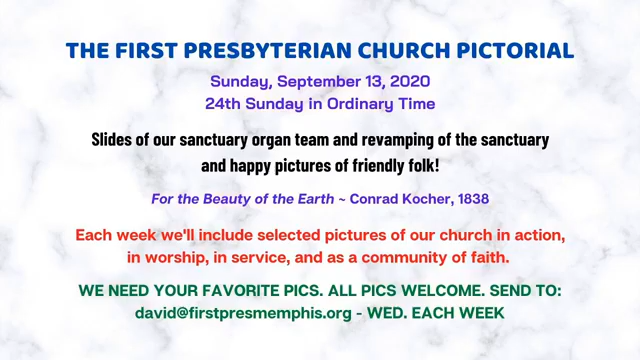 THE FIRST PRESBYTERIAN CHURCH PICTORIAL
Sunday, September 13, 2020
24th Sunday in Ordinary Time
Slides of our sanctuary organ team and revamping of the sanctuary
and happy pictures of friendly folk!
For the Beauty of the Earth ~ Conrad Kocher, 1838
Each week we'll include selected pictures of our church in action,
in worship, in service, and as a community of faith.
WE NEED YOUR FAVORITE PICS. ALL PICS WELCOME. SEND TO:
david@firstpresmemphis.org - WED. EACH WEEK